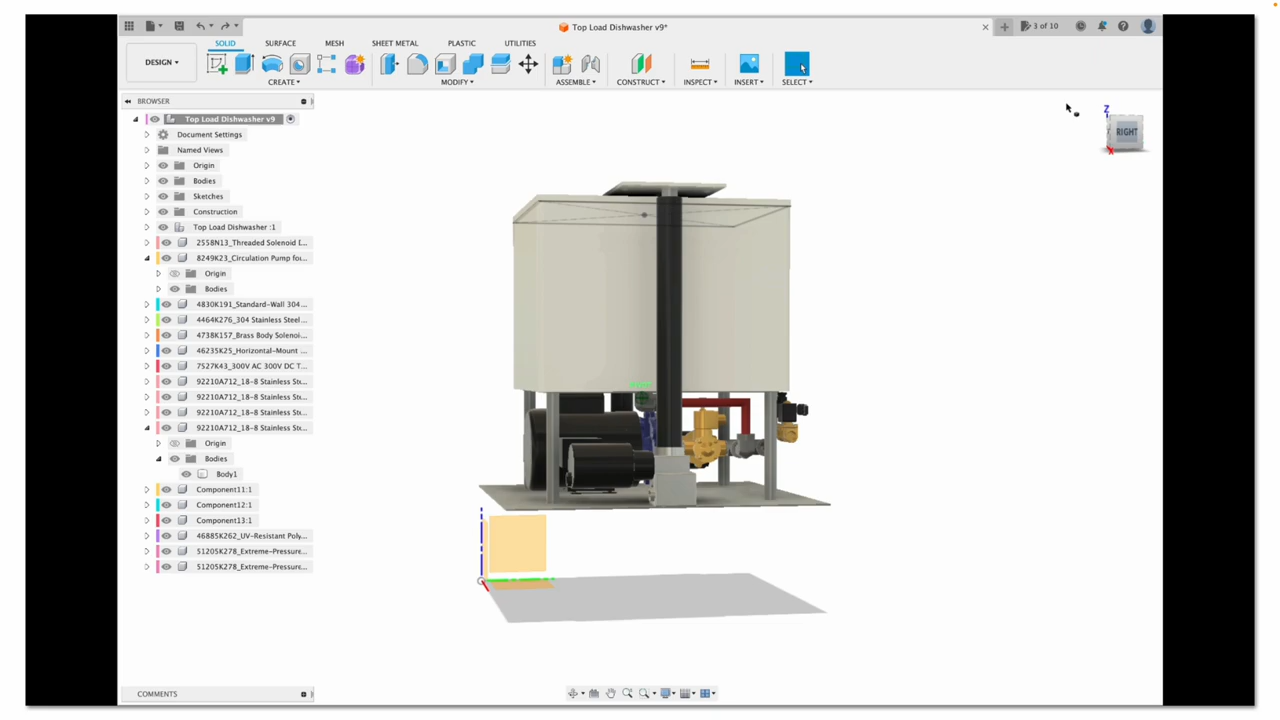 Top Load Dishwasher v9*
3 of 10
SOLID SURFACE MESH SHEET METAL PLASTIC UTILITIES
DESIGN
CREATE MODIFY ASSEMBLE CONSTRUCT INSPECT INSERT SELECT
BROWSER
Top Load Dishwasher v9
Document Settings
Named Views
Origin
Bodies
Sketches
Construction
Top Load Dishwasher :1
2558N13_Threaded Solenoid D...
8249K23_Circulation Pump fo...
Origin
Bodies
4830K191_Standard-Wall 304...
4464K276_304 Stainless Steel...
4738K157_Brass Body Solenoi...
46235K25_Horizontal-Mount ...
7527K43_300V AC 300V DC T...
92210A712_18-8 Stainless Ste...
92210A712_18-8 Stainless Ste...
92210A712_18-8 Stainless Ste...
92210A712_18-8 Stainless Ste...
Origin
Bodies
Body1
Component11:1
Component12:1
Component13:1
46885K262_UV-Resistant Poly...
51205K278_Extreme-Pressure...
51205K278_Extreme-Pressure...
Z
RIGHT
X
COMMENTS